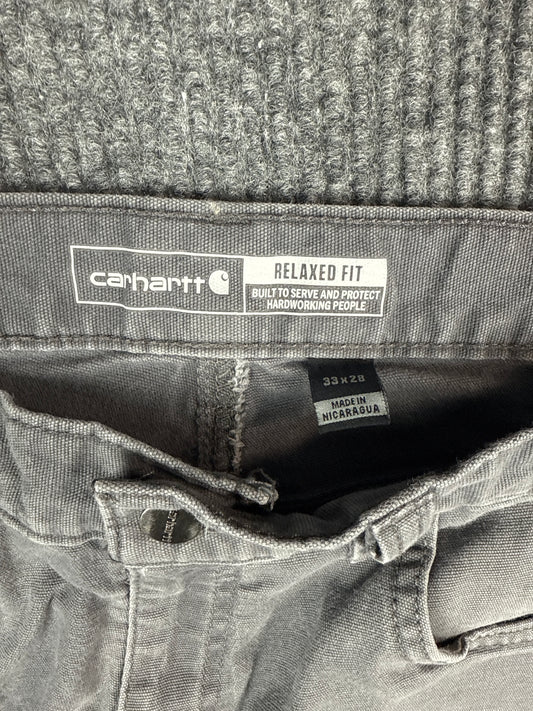 carhartt
RELAXED FIT
BUILT TO SERVE AND PROTECT
HARDWORKING PEOPLE
33x28
MADE IN
NICARAGUA